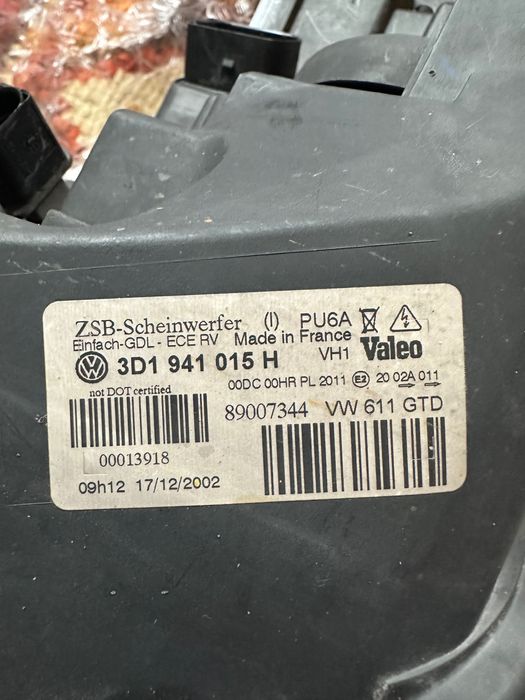 ZSB-Scheinwerfer (I) PU6A
Einfach-GDL - ECE RV Made in France VH1 Valeo
VW 3D1 941 015 H
not DOT certified
00DC 00HR PL 2011 E2 20 02A 011
89007344 VW 611 GTD
00013918
09h12 17/12/2002